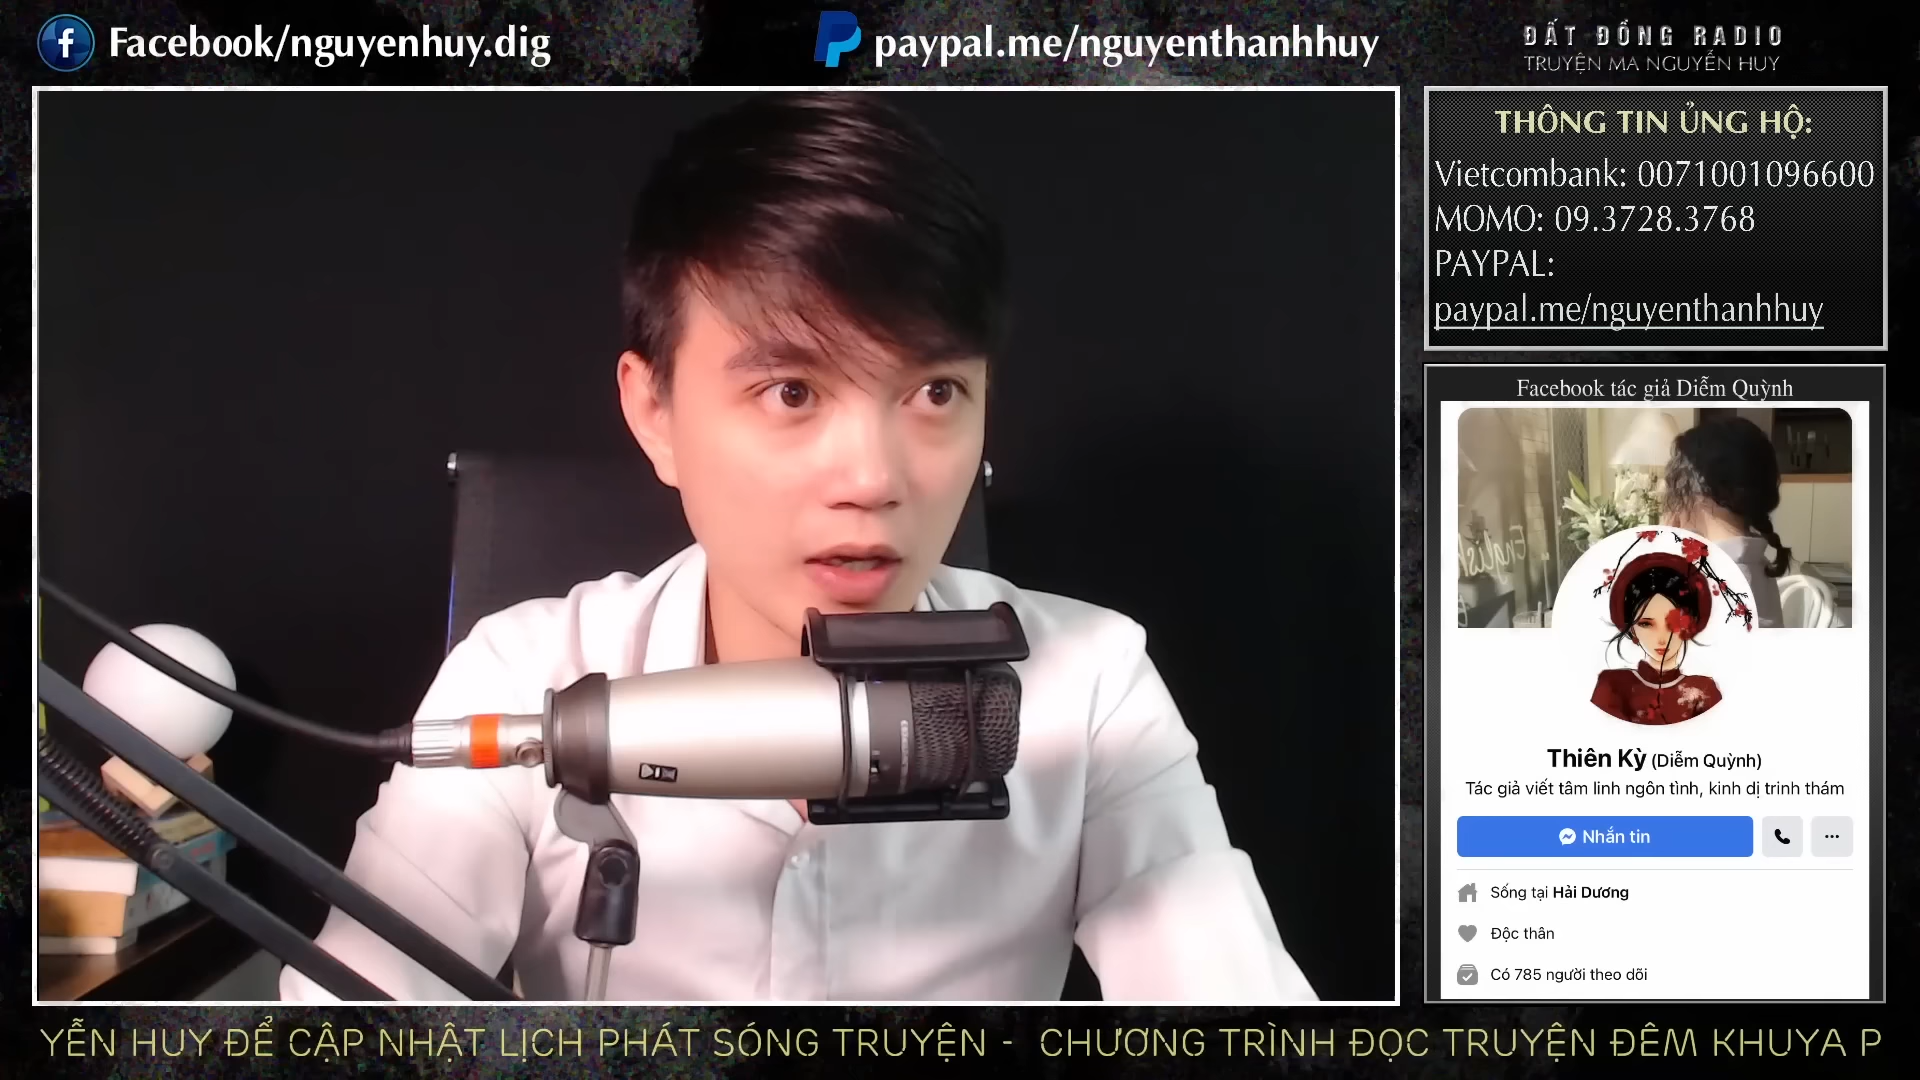 Facebook/nguyenhuy.dig
paypal.me/nguyenthanhhuy
ĐẤT ĐỒNG RADIO
TRUYỆN MA NGUYỄN HUY
THÔNG TIN ỦNG HỘ:
Vietcombank: 0071001096600
MOMO: 09.3728.3768
PAYPAL:
paypal.me/nguyenthanhhuy
Facebook tác giả Diễm Quỳnh
English
Thiên Kỳ (Diễm Quỳnh)
Tác giả viết tâm linh ngôn tình, kinh dị trinh thám
Nhắn tin
Sống tại Hải Dương
Độc thân
Có 785 người theo dõi
YỄN HUY ĐỂ CẬP NHẬT LỊCH PHÁT SÓNG TRUYỆN - CHƯƠNG TRÌNH ĐỌC TRUYỆN ĐÊM KHUYA P